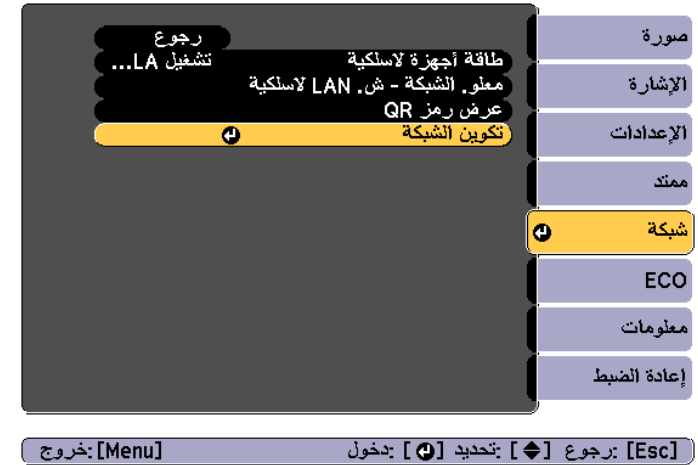 صورة
الإشارة
الإعدادات
ممتد
شبكة
ECO
معلومات
إعادة الضبط
رجوع
طاقة أجهزة لاسلكية تشغيل LA...
معلو. الشبكة - ش. LAN لاسلكية
عرض رمز QR
تكوين الشبكة
[Esc] :رجوع [] :تحديد [] :دخول [Menu] :خروج